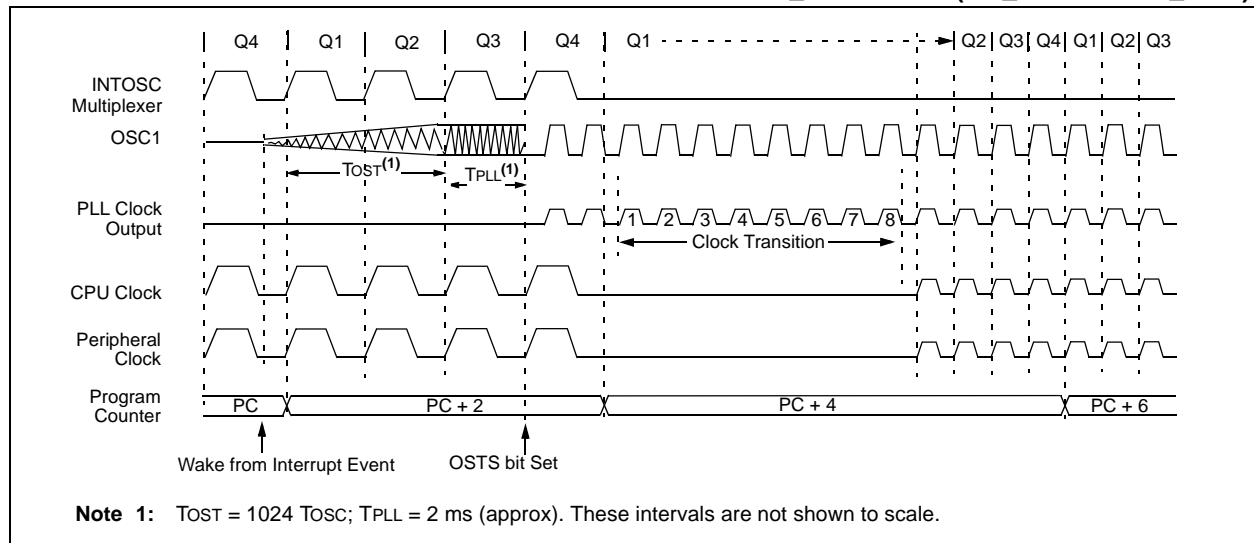 Q4 Q1 Q2 Q3 Q4 Q1 Q2 Q3 Q4 Q1 Q2 Q3
INTOSC
Multiplexer
OSC1
TOST(1)
TPLL(1)
PLL Clock
Output
1 2 3 4 5 6 7 8
Clock Transition
CPU Clock
Peripheral
Clock
Program
Counter
PC PC + 2 PC + 4 PC + 6
Wake from Interrupt Event
OSTS bit Set
Note 1: TOST = 1024 TOSC; TPLL = 2 ms (approx). These intervals are not shown to scale.